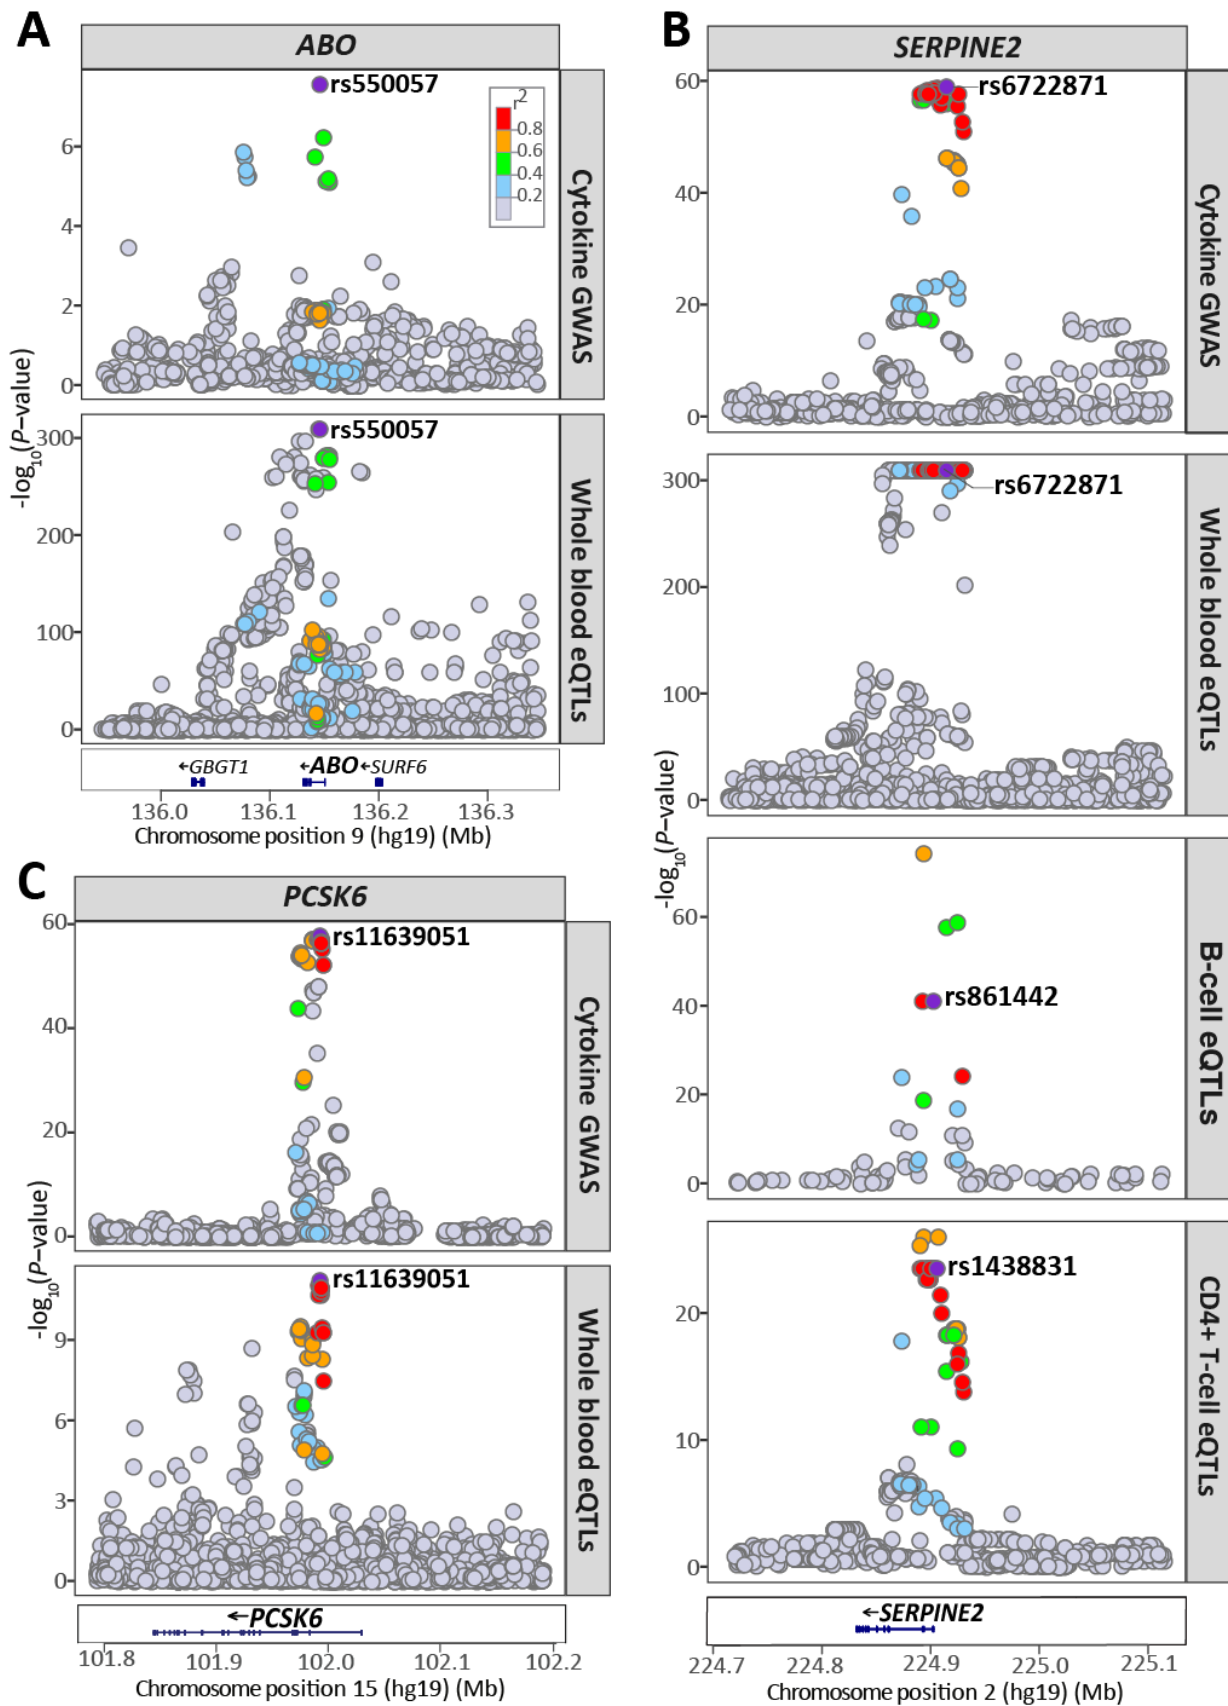 A
ABO
rs550057
r2
0.8
0.6
0.4
0.2
6
4
2
0
Cytokine GWAS
-log10(P–value)
rs550057
300
200
100
0
Whole blood eQTLs
←GBGT1
←ABO
←SURF6
136.0 136.1 136.2 136.3
Chromosome position 9 (hg19) (Mb)
B
SERPINE2
rs6722871
60
40
20
0
Cytokine GWAS
rs6722871
300
200
100
0
Whole blood eQTLs
-log10(P–value)
60
40
20
0
rs861442
B-cell eQTLs
rs1438831
20
10
0
CD4+ T-cell eQTLs
←SERPINE2
224.7 224.8 224.9 225.0 225.1
Chromosome position 2 (hg19) (Mb)
C
PCSK6
rs11639051
60
40
20
0
Cytokine GWAS
-log10(P–value)
rs11639051
9
6
3
0
Whole blood eQTLs
←PCSK6
101.8 101.9 102.0 102.1 102.2
Chromosome position 15 (hg19) (Mb)